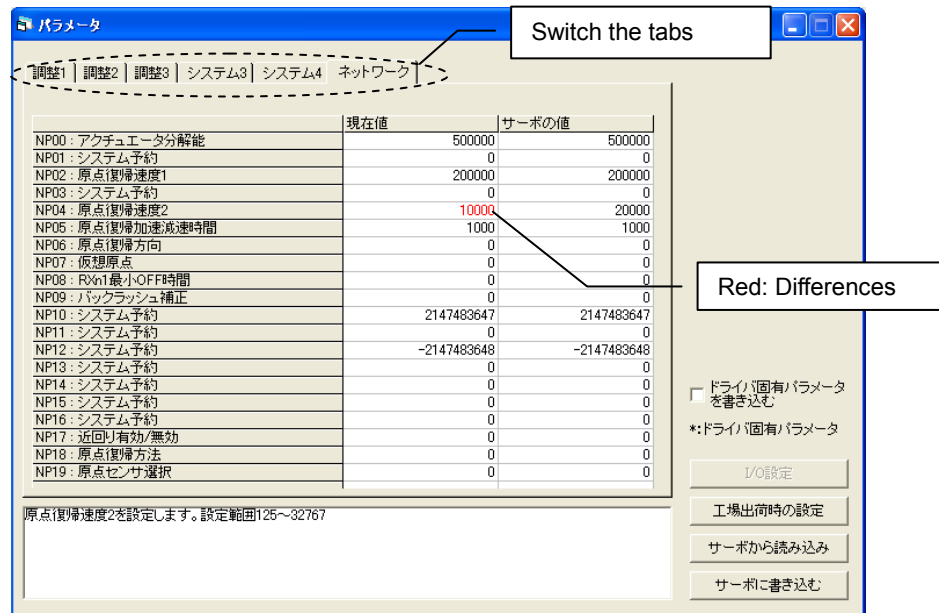 パラメータ
Switch the tabs
調整1 調整2 調整3 システム3 システム4 ネットワーク
現在値 サーボの値
NP00：アクチュエータ分解能 500000 500000
NP01：システム予約 0 0
NP02：原点復帰速度1 200000 200000
NP03：システム予約 0 0
NP04：原点復帰速度2 10000 20000
NP05：原点復帰加速減速時間 1000 1000
NP06：原点復帰方向 0 0
NP07：仮想原点 0 0
NP08：RXn1最小OFF時間 0 0
NP09：バックラッシュ補正 0 0
NP10：システム予約 2147483647 2147483647
NP11：システム予約 0 0
NP12：システム予約 -2147483648 -2147483648
NP13：システム予約 0 0
NP14：システム予約 0 0
NP15：システム予約 0 0
NP16：システム予約 0 0
NP17：近回り有効/無効 0 0
NP18：原点復帰方法 0 0
NP19：原点センサ選択 0 0
Red: Differences
ドライバ固有パラメータ
を書き込む
*:ドライバ固有パラメータ
I/O設定
工場出荷時の設定
サーボから読み込み
サーボに書き込む
原点復帰速度2を設定します。設定範囲125～32767